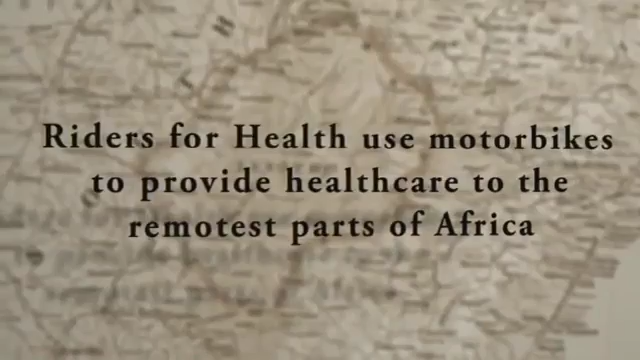 Riders for Health use motorbikes
to provide healthcare to the
remotest parts of Africa